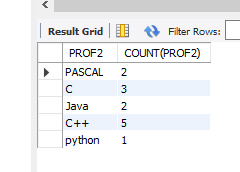 Result Grid Filter Rows:
PROF2 COUNT(PROF2)
PASCAL 2
C 3
Java 2
C++ 5
python 1